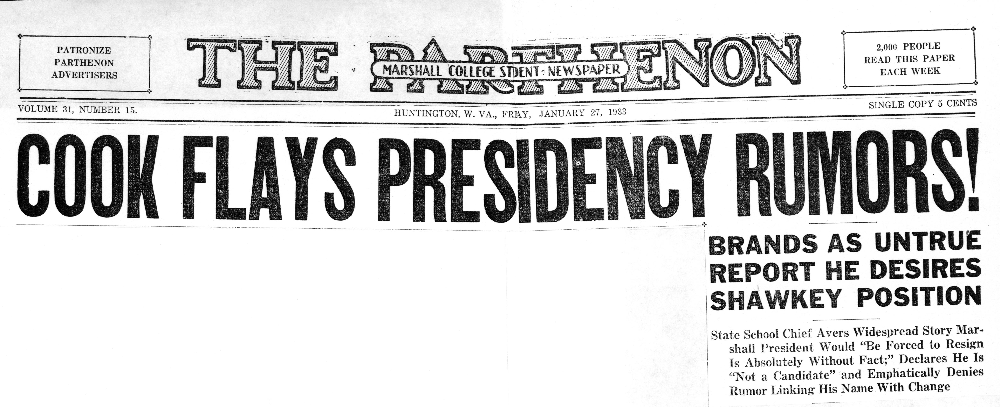 PATRONIZE
PARTHENON
ADVERTISERS
THE PARTHENON
MARSHALL COLLEGE STDENT NEWSPAPER
2,000 PEOPLE
READ THIS PAPER
EACH WEEK
VOLUME 31, NUMBER 15.
HUNTINGTON, W. VA., FRIAY, JANUARY 27, 1933
SINGLE COPY 5 CENTS
COOK FLAYS PRESIDENCY RUMORS!
BRANDS AS UNTRUE
REPORT HE DESIRES
SHAWKEY POSITION
State School Chief Avers Widespread Story Mar-
shall President Would “Be Forced to Resign
Is Absolutely Without Fact;” Declares He Is
“Not a Candidate” and Emphatically Denies
Rumor Linking His Name With Change